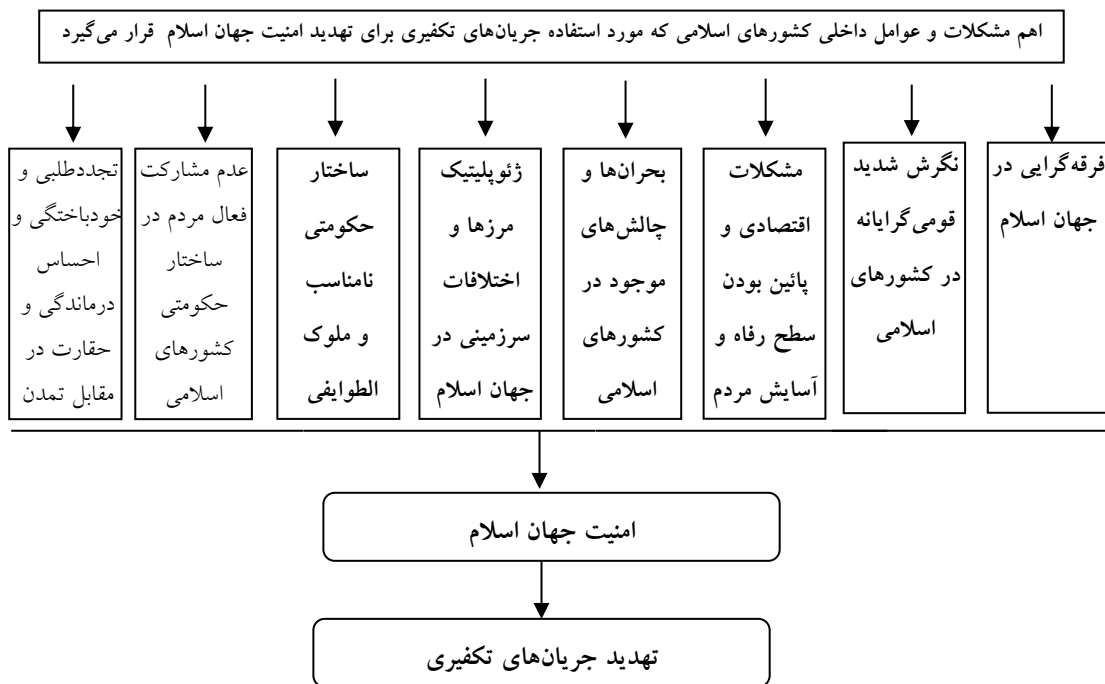 اهم مشکلات و عوامل داخلی کشورهای اسلامی که مورد استفاده جریان‌های تکفیری برای تهدید امنیت جهان اسلام قرار می‌گیرد
فرقه‌گرایی در
جهان اسلام
نگرش شدید
قومی‌گرایانه
در کشورهای
اسلامی
مشکلات
اقتصادی و
پائین بودن
سطح رفاه و
آسایش مردم
بحران‌ها و
چالش‌های
موجود در
کشورهای
اسلامی
ژئوپلیتیک
مرزها و
اختلافات
سرزمینی در
جهان اسلام
ساختار
حکومتی
نامناسب
و ملوک
الطوایفی
عدم مشارکت
فعال مردم در
ساختار
حکومتی
کشورهای
اسلامی
تجددطلبی و
خودباختگی و
احساس
درماندگی و
حقارت در
مقابل تمدن
امنیت جهان اسلام
تهدید جریان‌های تکفیری